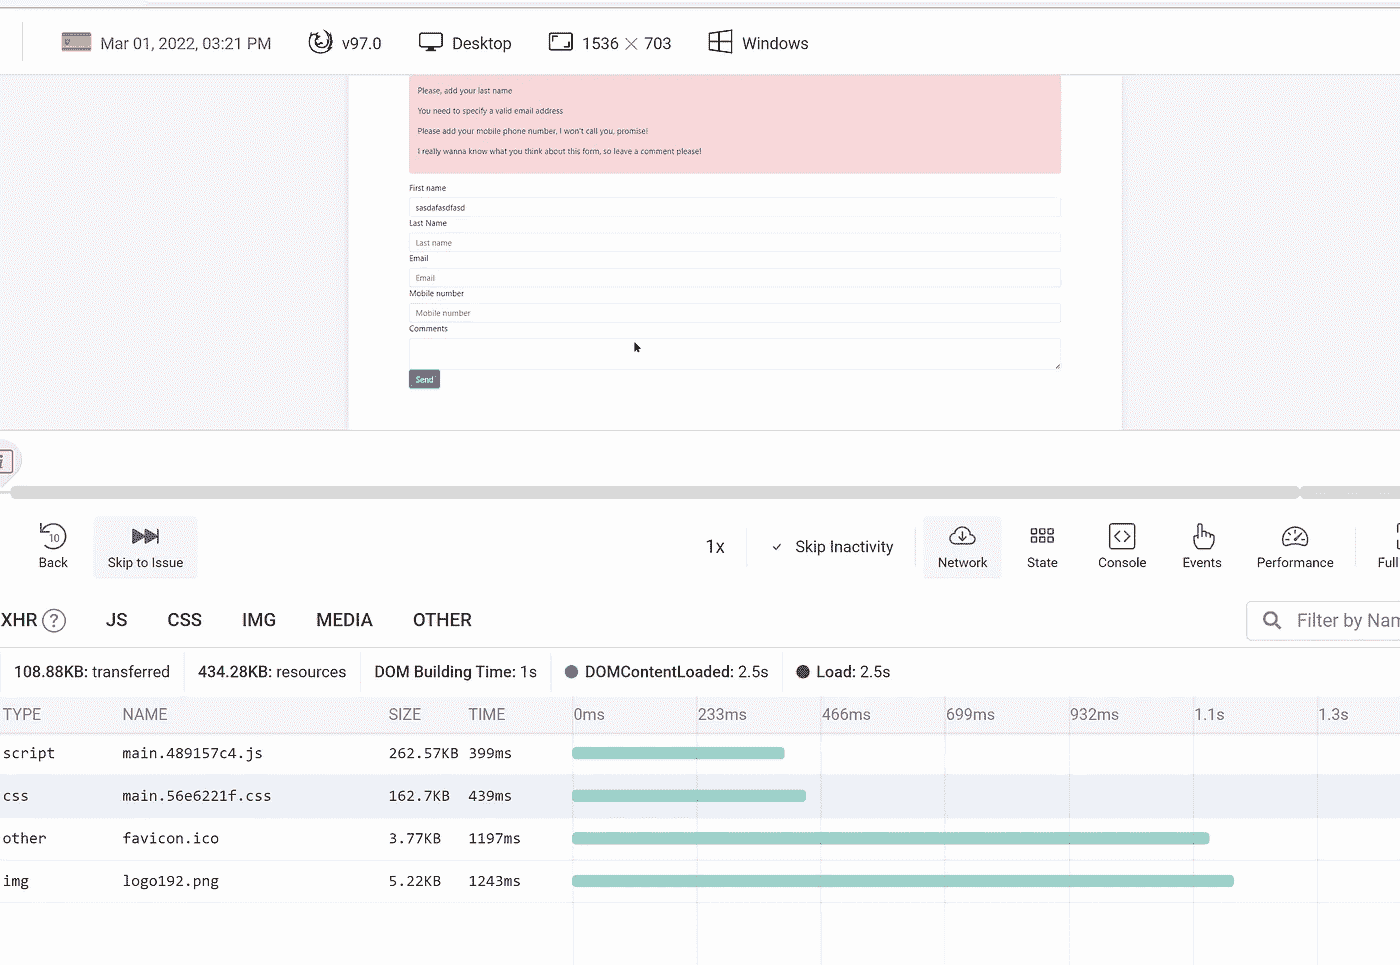 Mar 01, 2022, 03:21 PM v97.0 Desktop 1536 × 703 Windows
Please, add your last name
You need to specify a valid email address
Please add your mobile phone number, I won't call you, promise!
I really wanna know what you think about this form, so leave a comment please!
First name
sasdafasdfasd
Last Name
Last name
Email
Email
Mobile number
Mobile number
Comments
Send
10
Back Skip to Issue 1x Skip Inactivity Network State Console Events Performance Full
XHR ? JS CSS IMG MEDIA OTHER Filter by Nam
108.88KB: transferred 434.28KB: resources DOM Building Time: 1s DOMContentLoaded: 2.5s Load: 2.5s
TYPE NAME SIZE TIME 0ms 233ms 466ms 699ms 932ms 1.1s 1.3s
script main.489157c4.js 262.57KB 399ms
css main.56e6221f.css 162.7KB 439ms
other favicon.ico 3.77KB 1197ms
img logo192.png 5.22KB 1243ms